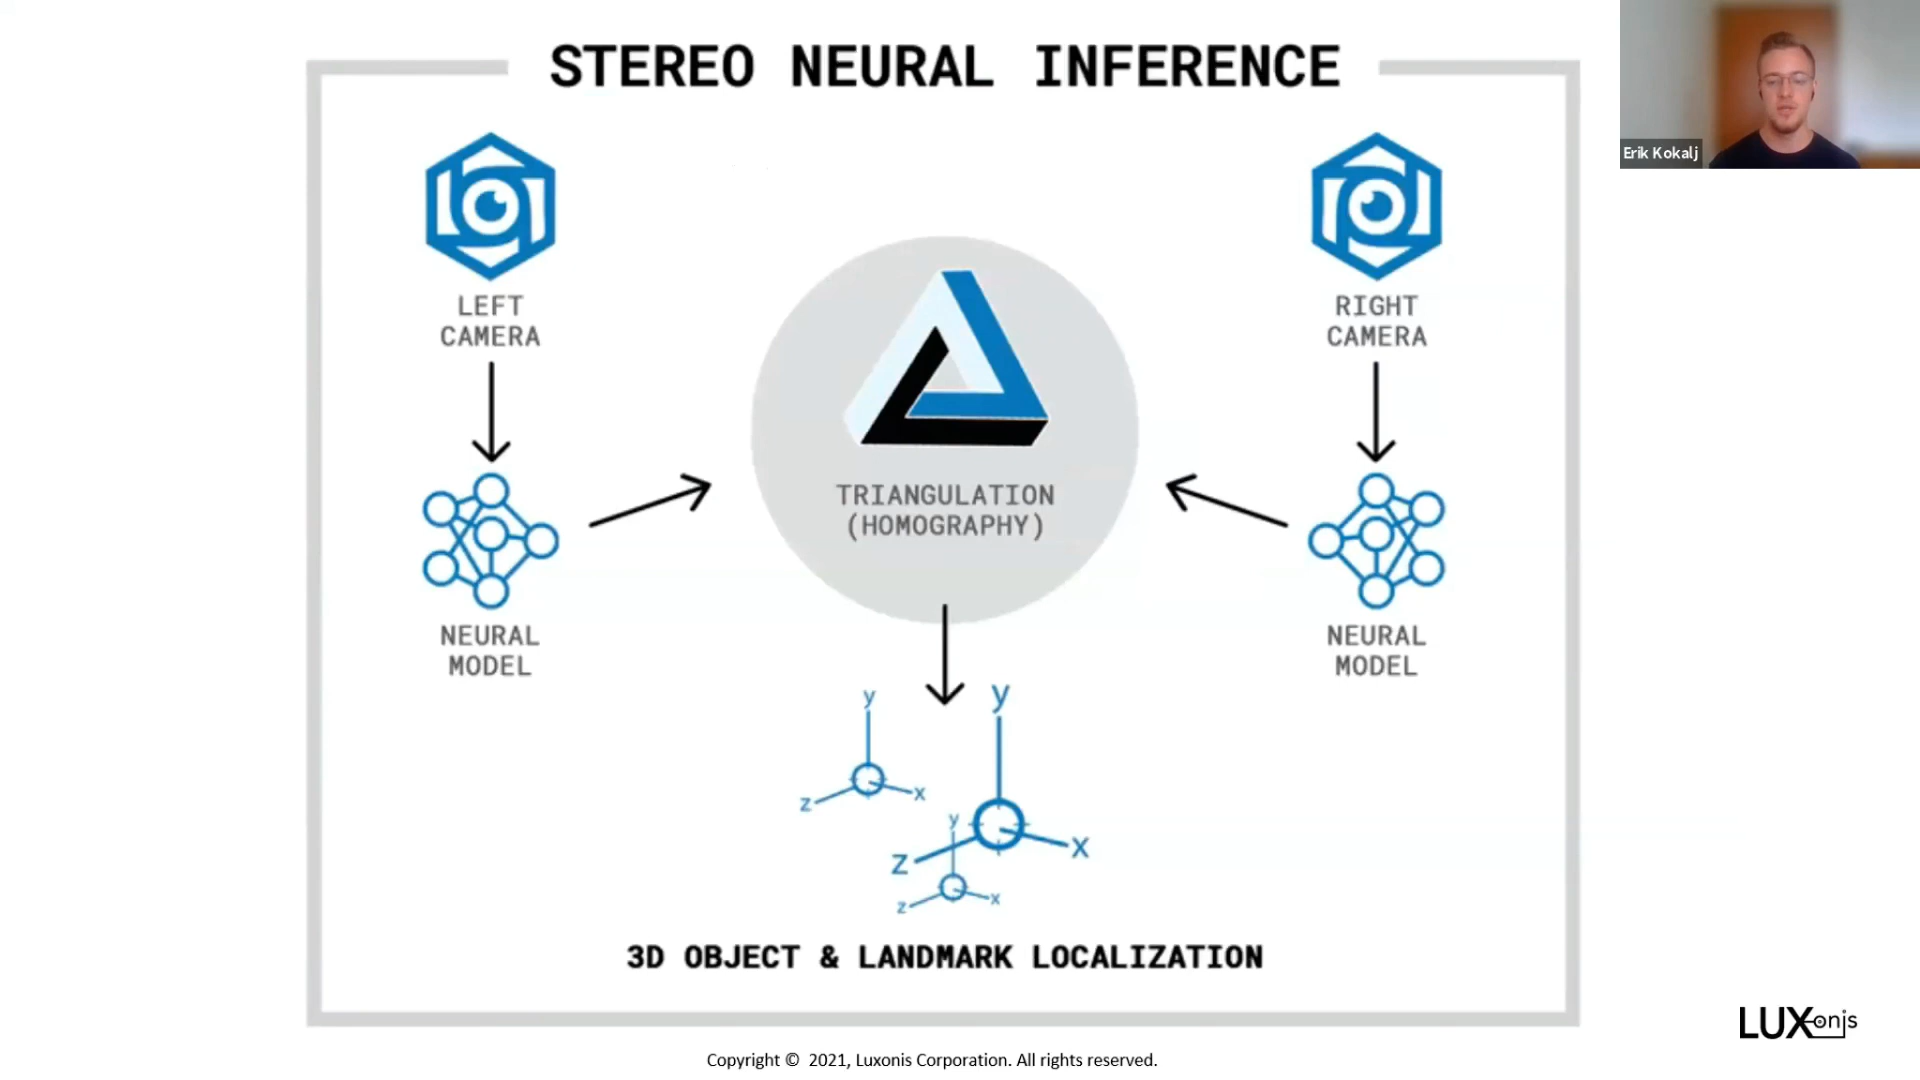 STEREO NEURAL INFERENCE
Erik Kokalj
LEFT
CAMERA
RIGHT
CAMERA
TRIANGULATION
(HOMOGRAPHY)
NEURAL
MODEL
NEURAL
MODEL
y
z
x
y
z
x
y
z
x
3D OBJECT & LANDMARK LOCALIZATION
LUXonis
Copyright © 2021, Luxonis Corporation. All rights reserved.